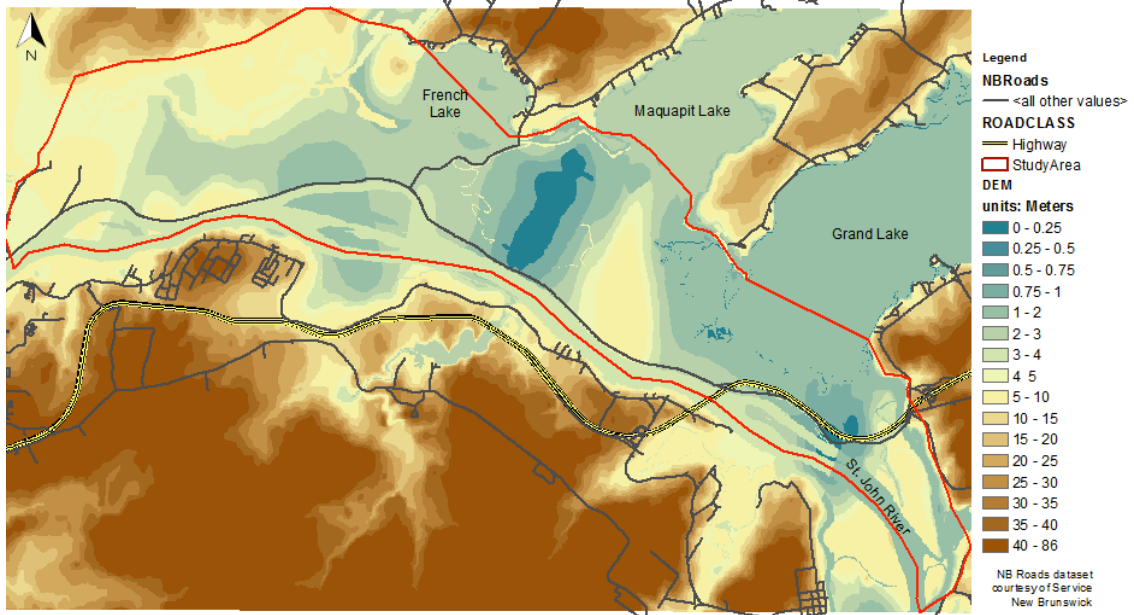 N
French
Lake
Maquapit Lake
Grand Lake
St. John River
Legend
NBRoads
<all other values>
ROADCLASS
Highway
StudyArea
DEM
units: Meters
0 - 0.25
0.25 - 0.5
0.5 - 0.75
0.75 - 1
1 - 2
2 - 3
3 - 4
4 5
5 - 10
10 - 15
15 - 20
20 - 25
25 - 30
30 - 35
35 - 40
40 - 86
NB Roads dataset
courtesy of Service
New Brunswick